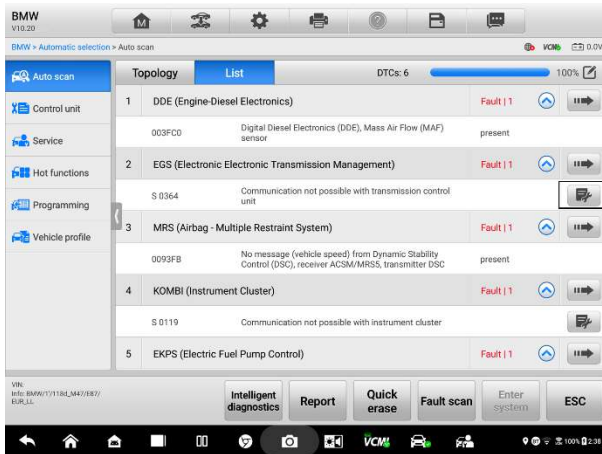 BMW
V10.20
BMW > Automatic selection > Auto scan
VCMI 0.0V
Auto scan
Control unit
Service
Hot functions
Programming
Vehicle profile
Topology List DTCs: 6 100%
1 DDE (Engine-Diesel Electronics) Fault | 1
003FC0 Digital Diesel Electronics (DDE), Mass Air Flow (MAF) sensor present
2 EGS (Electronic Electronic Transmission Management) Fault | 1
S 0364 Communication not possible with transmission control unit
3 MRS (Airbag - Multiple Restraint System) Fault | 1
0093FB No message (vehicle speed) from Dynamic Stability Control (DSC), receiver ACSM/MRS5, transmitter DSC present
4 KOMBI (Instrument Cluster) Fault | 1
S 0119 Communication not possible with instrument cluster
5 EKPS (Electric Fuel Pump Control) Fault | 1
VIN:
Info: BMW/1'/118d_M47/E87/
EUR_LL
Intelligent diagnostics
Report
Quick erase
Fault scan
Enter system
ESC
VCMI
100% 2:38